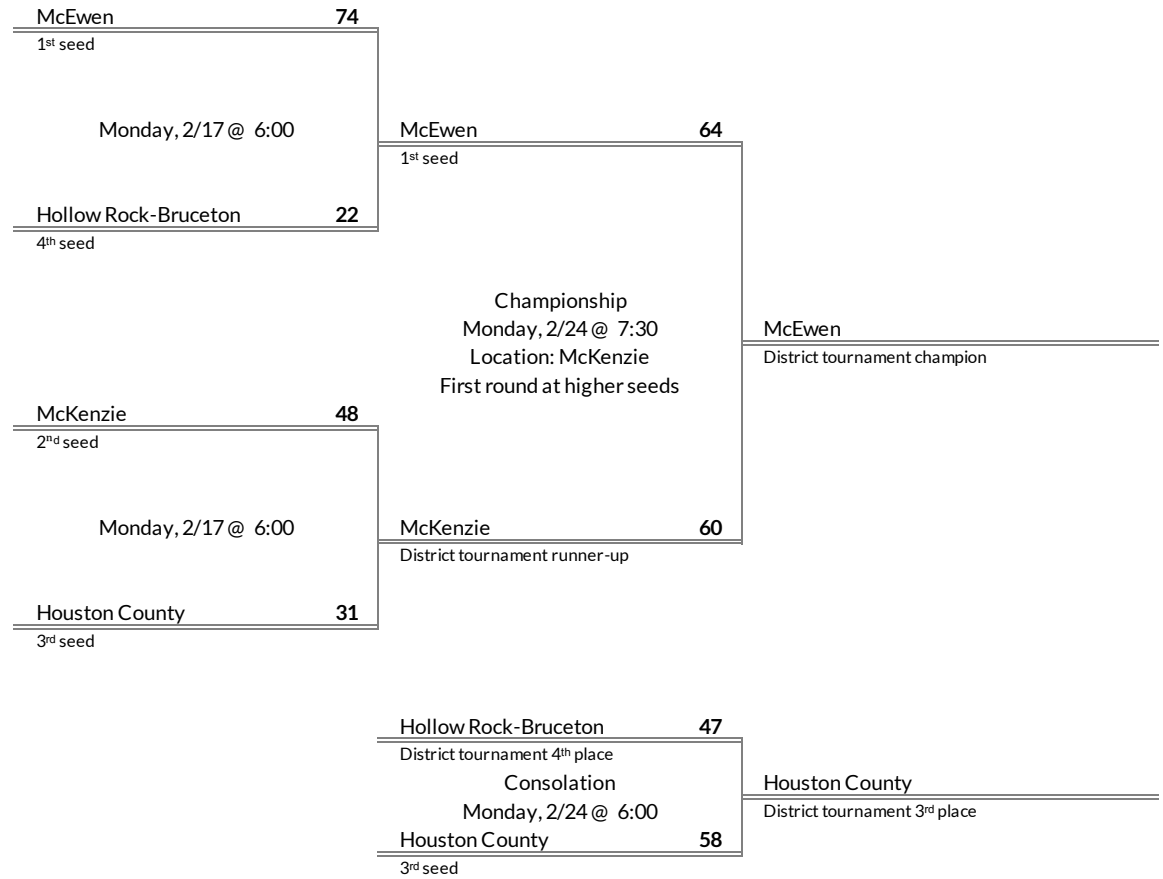 McEwen 74
1st seed
Monday, 2/17 @ 6:00
McEwen 64
1st seed
Hollow Rock-Bruceton 22
4th seed
Championship
Monday, 2/24 @ 7:30
Location: McKenzie
First round at higher seeds
McEwen
District tournament champion
McKenzie 48
2nd seed
Monday, 2/17 @ 6:00
McKenzie 60
District tournament runner-up
Houston County 31
3rd seed
Hollow Rock-Bruceton 47
District tournament 4th place
Consolation
Monday, 2/24 @ 6:00
Houston County 58
3rd seed
Houston County
District tournament 3rd place